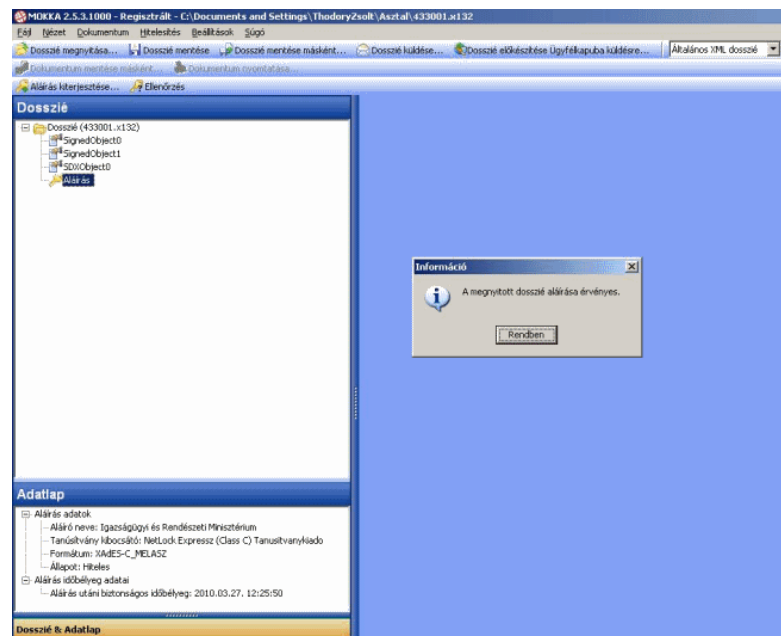 MOKKA 2.5.3.1000 - Regisztrált - C:\Documents and Settings\ThodoryZsolt\Asztal\433001.x132
Fájl Nézet Dokumentum Hitelesítés Beállítások Súgó
Dosszié megnyitása... Dosszié mentése Dosszié mentése másként... Dosszié küldése... Dosszié előkészítése Ügyfélkapuba küldésre... Általános XML dosszié
Dokumentum mentése másként... Dokumentum nyomtatása...
Aláírás kiterjesztése... Ellenőrzés
Dosszié
Dosszié (433001.x132)
SignedObject0
SignedObject1
SDXObject0
Aláírás
Információ
A megnyitott dosszié aláírása érvényes.
Rendben
Adatlap
Aláírás adatok
Aláíró neve: Igazságügyi és Rendészeti Minisztérium
Tanúsítvány kibocsátó: NetLock Expressz (Class C) Tanusitvanykiado
Formátum: XAdES-C_MELASZ
Állapot: Hiteles
Aláírás időbélyeg adatai
Aláírás utáni biztonságos időbélyeg: 2010.03.27. 12:25:50
Dosszié & Adatlap